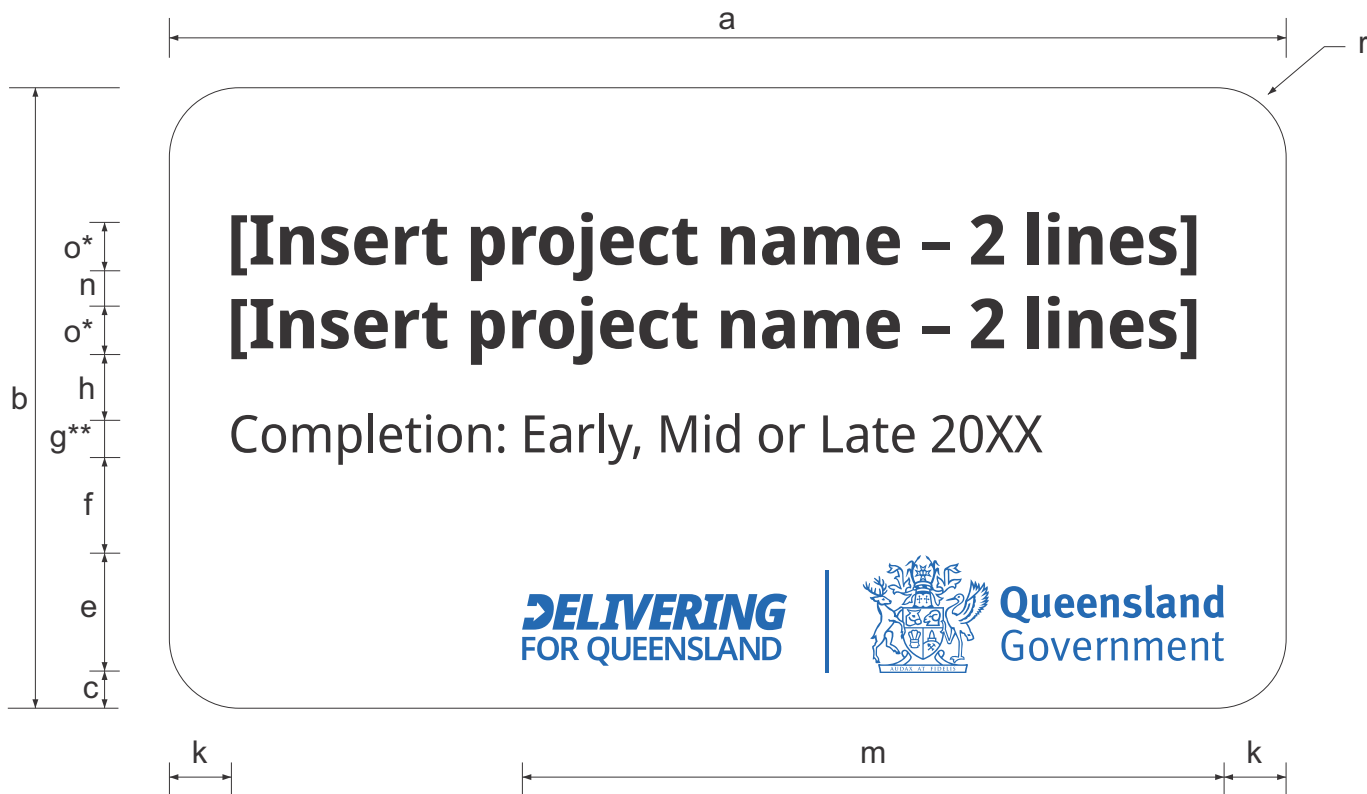 a
r
[Insert project name – 2 lines]
[Insert project name – 2 lines]
Completion: Early, Mid or Late 20XX
o*
n
o*
h
b
g**
f
e
c
DELIVERING
FOR QUEENSLAND
AUDAX AT FIDELIS
Queensland
Government
k
m
k